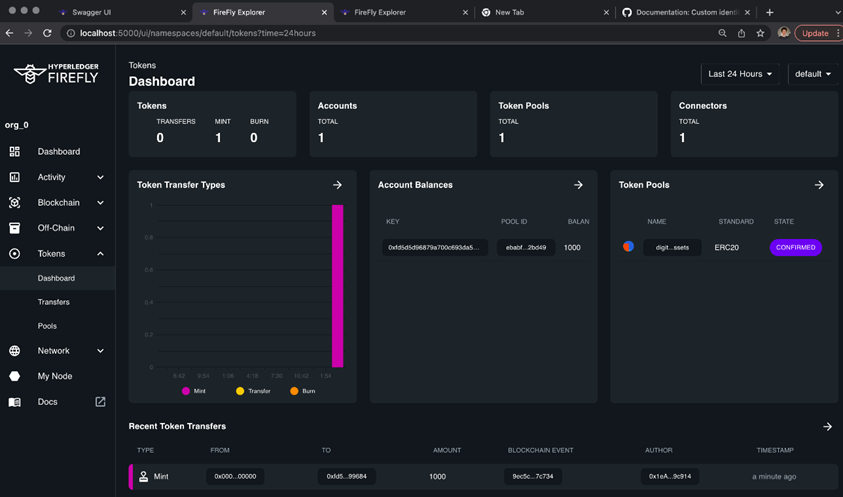 Swagger UI
FireFly Explorer
FireFly Explorer
New Tab
Documentation: Custom identi
localhost:5000/ui/namespaces/default/tokens?time=24hours
Update
HYPERLEDGER
FIREFLY
Tokens
Dashboard
Last 24 Hours
default
org_0
Dashboard
Activity
Blockchain
Off-Chain
Tokens
Dashboard
Transfers
Pools
Network
My Node
Docs
Tokens
TRANSFERS MINT BURN
0 1 0
Accounts
TOTAL
1
Token Pools
TOTAL
1
Connectors
TOTAL
1
Token Transfer Types
1
0.8
0.6
0.4
0.2
0
9:54 1:06 4:18 7:30 10:42 1:54
Mint Transfer Burn
Account Balances
KEY POOL ID BALAN
0xfd5d5d96879a700c693da5... ebabf...2bd49 1000
Token Pools
NAME STANDARD STATE
digit...ssets ERC20 CONFIRMED
Recent Token Transfers
TYPE FROM TO AMOUNT BLOCKCHAIN EVENT AUTHOR TIMESTAMP
Mint 0x000...00000 0xfd5...99684 1000 9ec5c...7c734 0x1eA...9c914 a minute ago